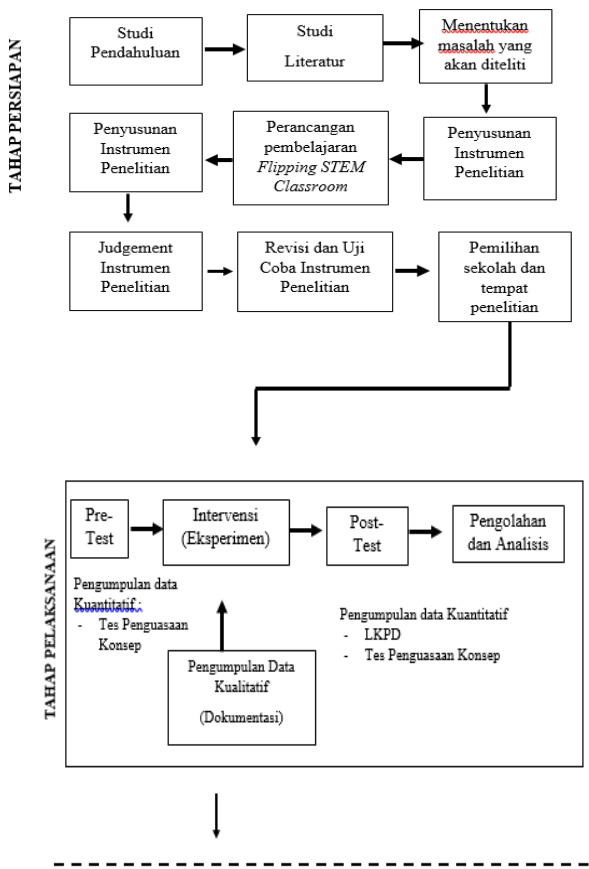 TAHAP PERSIAPAN
Studi
Pendahuluan
Studi
Literatur
Menentukan
masalah yang
akan diteliti
Penyusunan
Instrumen
Penelitian
Perancangan
pembelajaran
Flipping STEM
Classroom
Penyusunan
Instrumen
Penelitian
Judgement
Instrumen
Penelitian
Revisi dan Uji
Coba Instrumen
Penelitian
Pemilihan
sekolah dan
tempat
penelitian
TAHAP PELAKSANAAN
Pre-
Test
Intervensi
(Eksperimen)
Post-
Test
Pengolahan
dan Analisis
Pengumpulan data
Kuantitatif :
- Tes Penguasaan
Konsep
Pengumpulan Data
Kualitatif
(Dokumentasi)
Pengumpulan data Kuantitatif
- LKPD
- Tes Penguasaan Konsep